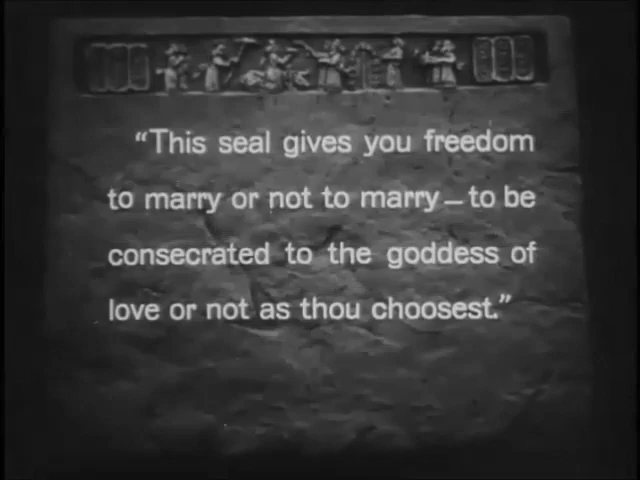 “This seal gives you freedom
to marry or not to marry—to be
consecrated to the goddess of
love or not as thou choosest.”